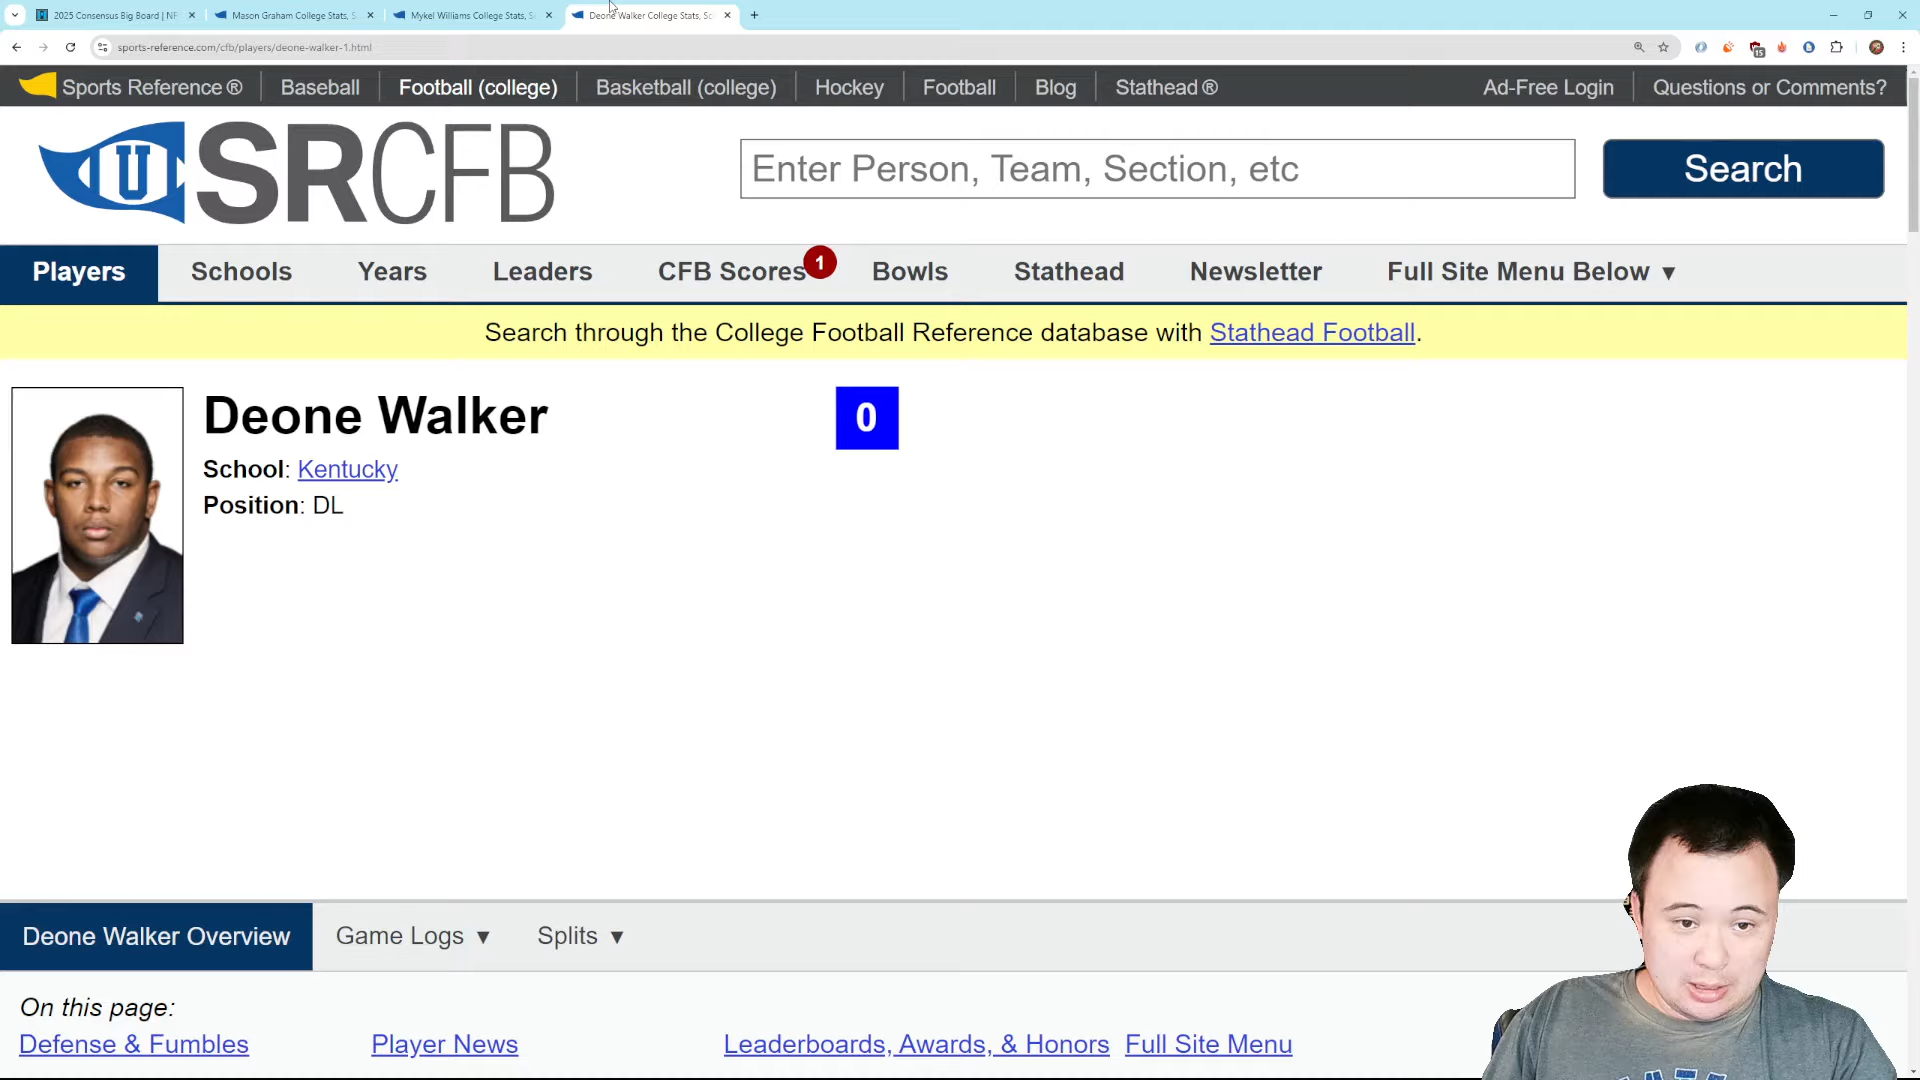 2025 Consensus Big Board | NF
Mason Graham College Stats, S
Mykel Williams College Stats, S
Deone Walker College Stats, Sc
sports-reference.com/cfb/players/deone-walker-1.html
15
Sports Reference ®
Baseball
Football (college)
Basketball (college)
Hockey
Football
Blog
Stathead ®
Ad-Free Login
Questions or Comments?
U SRCFB
Enter Person, Team, Section, etc
Search
Players
Schools
Years
Leaders
CFB Scores 1
Bowls
Stathead
Newsletter
Full Site Menu Below ▼
Search through the College Football Reference database with Stathead Football.
Deone Walker
0
School: Kentucky
Position: DL
Deone Walker Overview
Game Logs ▼
Splits ▼
On this page:
Defense & Fumbles
Player News
Leaderboards, Awards, & Honors
Full Site Menu